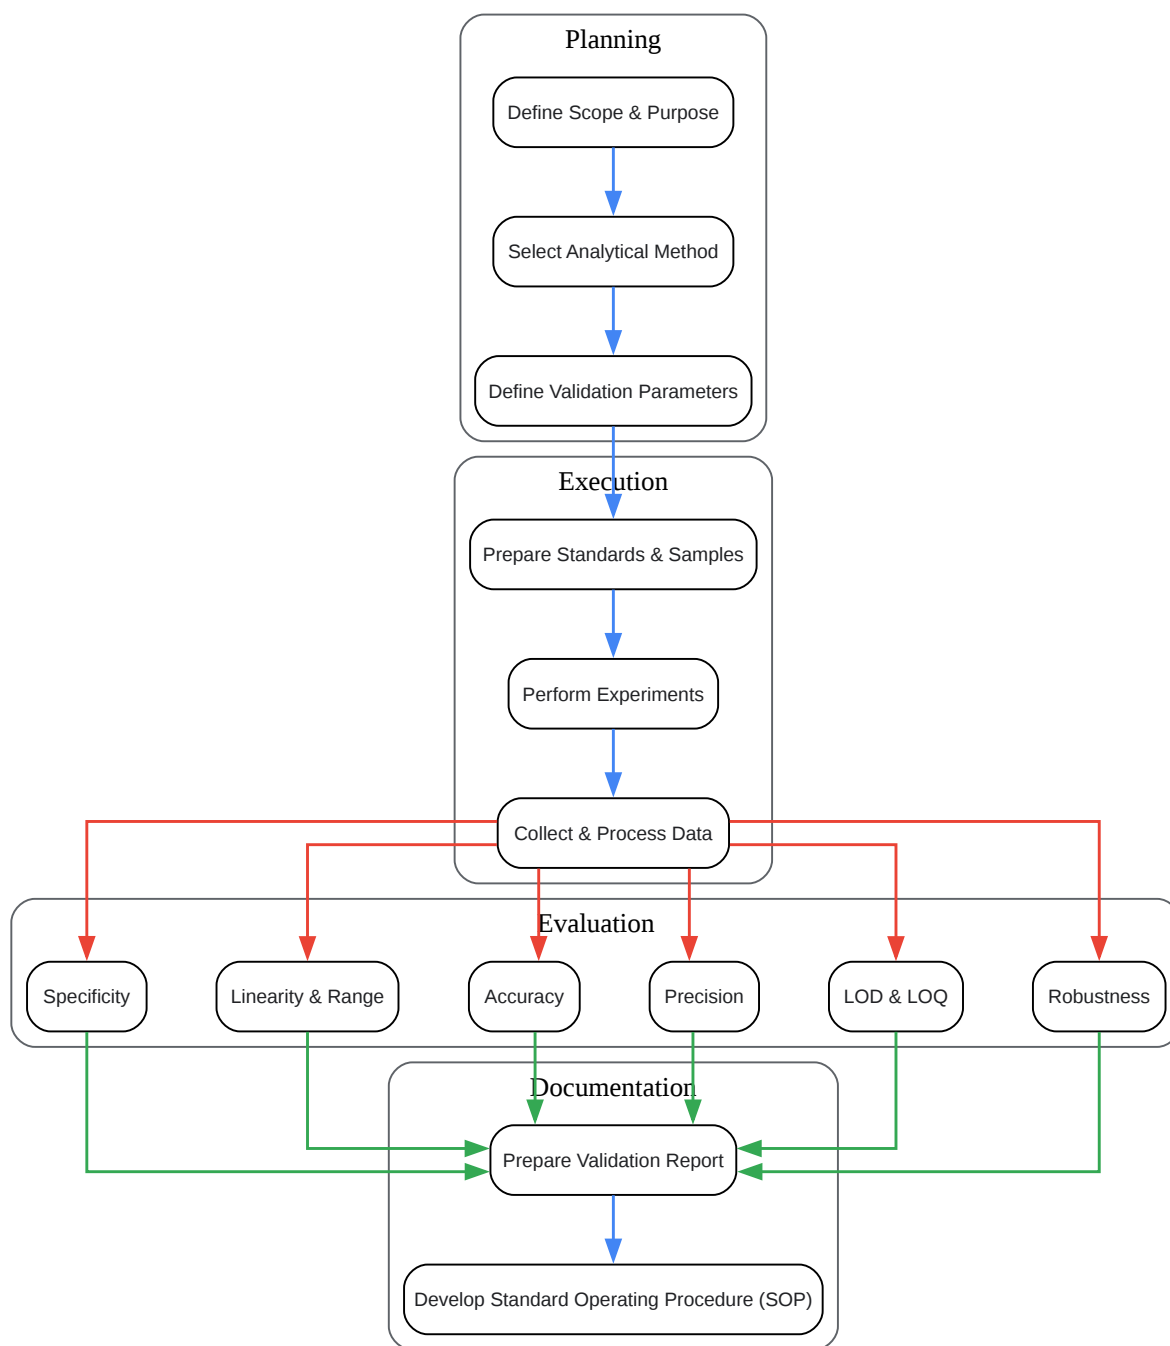 Planning
Define Scope & Purpose
Select Analytical Method
Define Validation Parameters
Execution
Prepare Standards & Samples
Perform Experiments
Collect & Process Data
Evaluation
Specificity
Linearity & Range
Accuracy
Precision
LOD & LOQ
Robustness
Documentation
Prepare Validation Report
Develop Standard Operating Procedure (SOP)